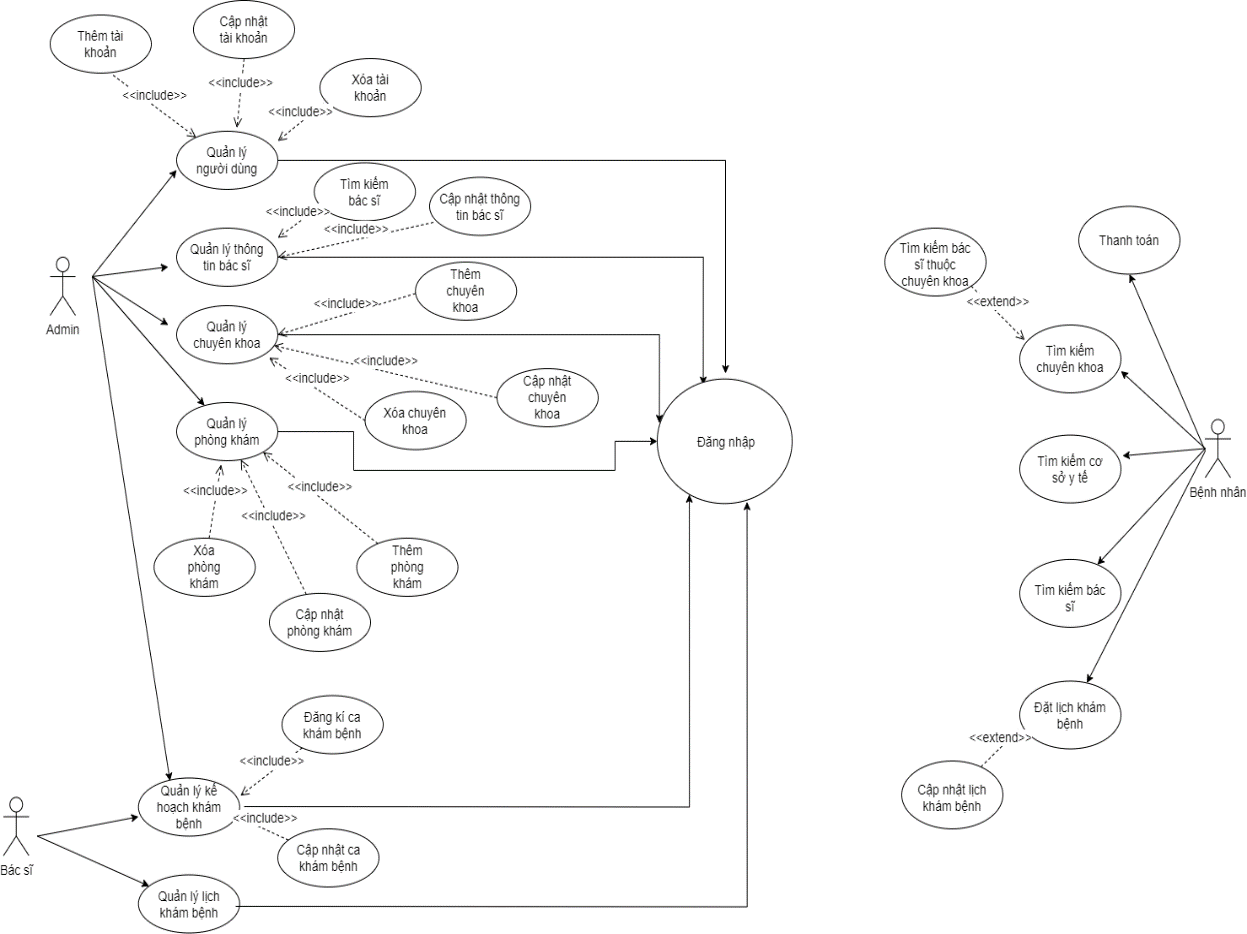 Cập nhật
tài khoản
Thêm tài
khoản
<<include>>
<<include>>
Xóa tài
khoản
<<include>>
Quản lý
người dùng
Tìm kiếm
bác sĩ
<<include>>
Cập nhật thông
tin bác sĩ
<<include>>
Quản lý thông
tin bác sĩ
Thêm
chuyên
khoa
<<include>>
Admin
Quản lý
chuyên khoa
<<include>>
<<include>>
Cập nhật
chuyên
khoa
Xóa chuyên
khoa
Quản lý
phòng khám
Đăng nhập
<<include>>
<<include>>
<<include>>
Xóa
phòng
khám
Thêm
phòng
khám
Cập nhật
phòng khám
Đăng kí ca
khám bệnh
<<include>>
Quản lý kế
hoạch khám
bệnh
<<include>>
Cập nhật ca
khám bệnh
Bác sĩ
Quản lý lịch
khám bệnh
Thanh toán
Tìm kiếm bác
sĩ thuộc
chuyên khoa
<<extend>>
Tìm kiếm
chuyên khoa
Tìm kiếm cơ
sở y tế
Bệnh nhân
Tìm kiếm bác
sĩ
Đặt lịch khám
bệnh
<<extend>>
Cập nhật lịch
khám bệnh